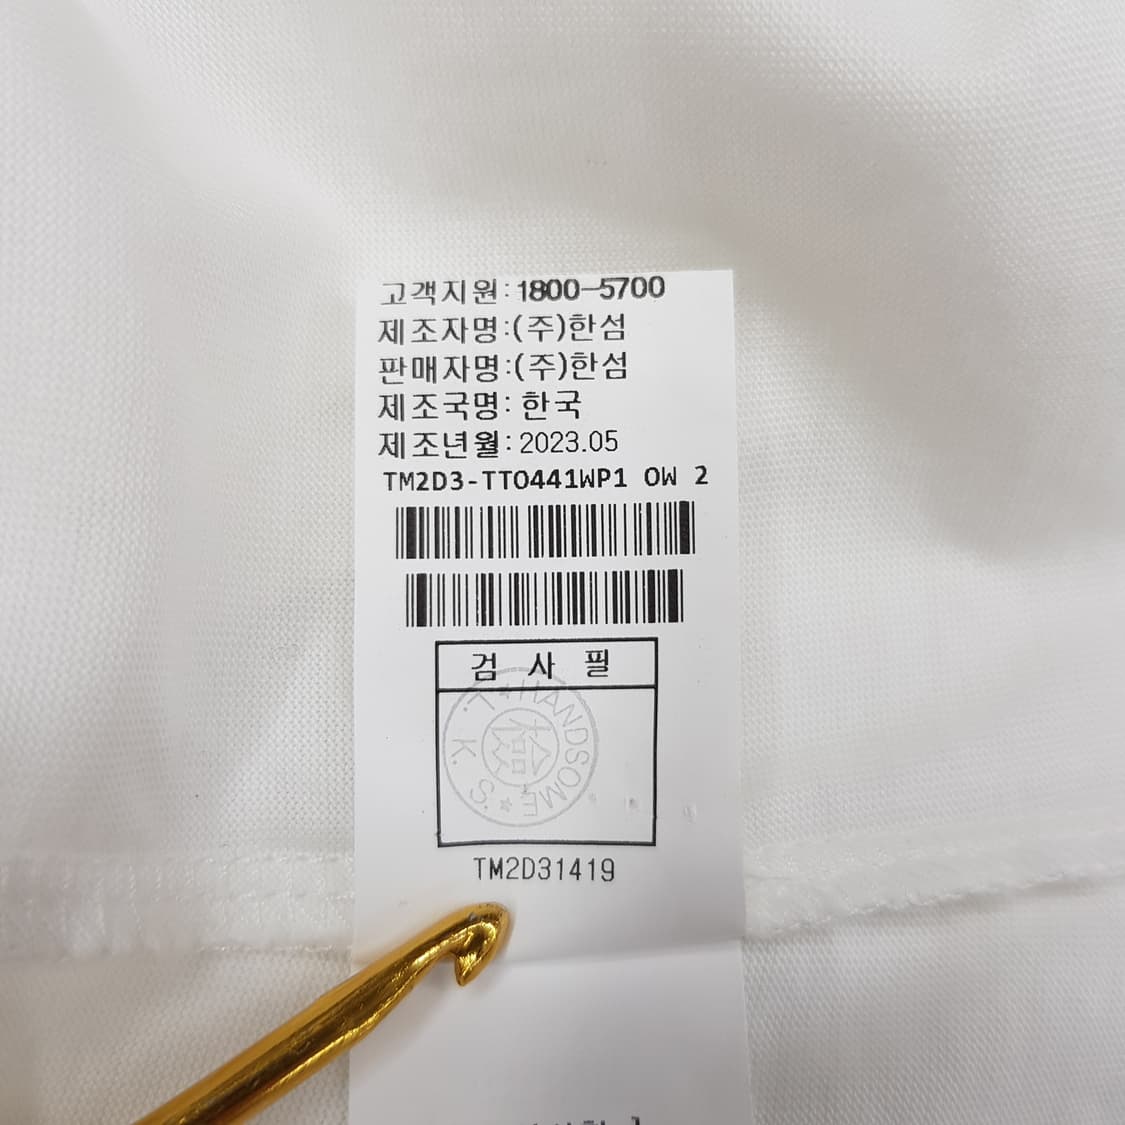 고객지원:1800-5700
제조자명:(주)한섬
판매자명:(주)한섬
제조국명: 한국
제조년월: 2023.05
TM2D3-TTO441WP1 OW 2
검 사 필
HANDSOME
L.K.S.
檢
TM2D31419